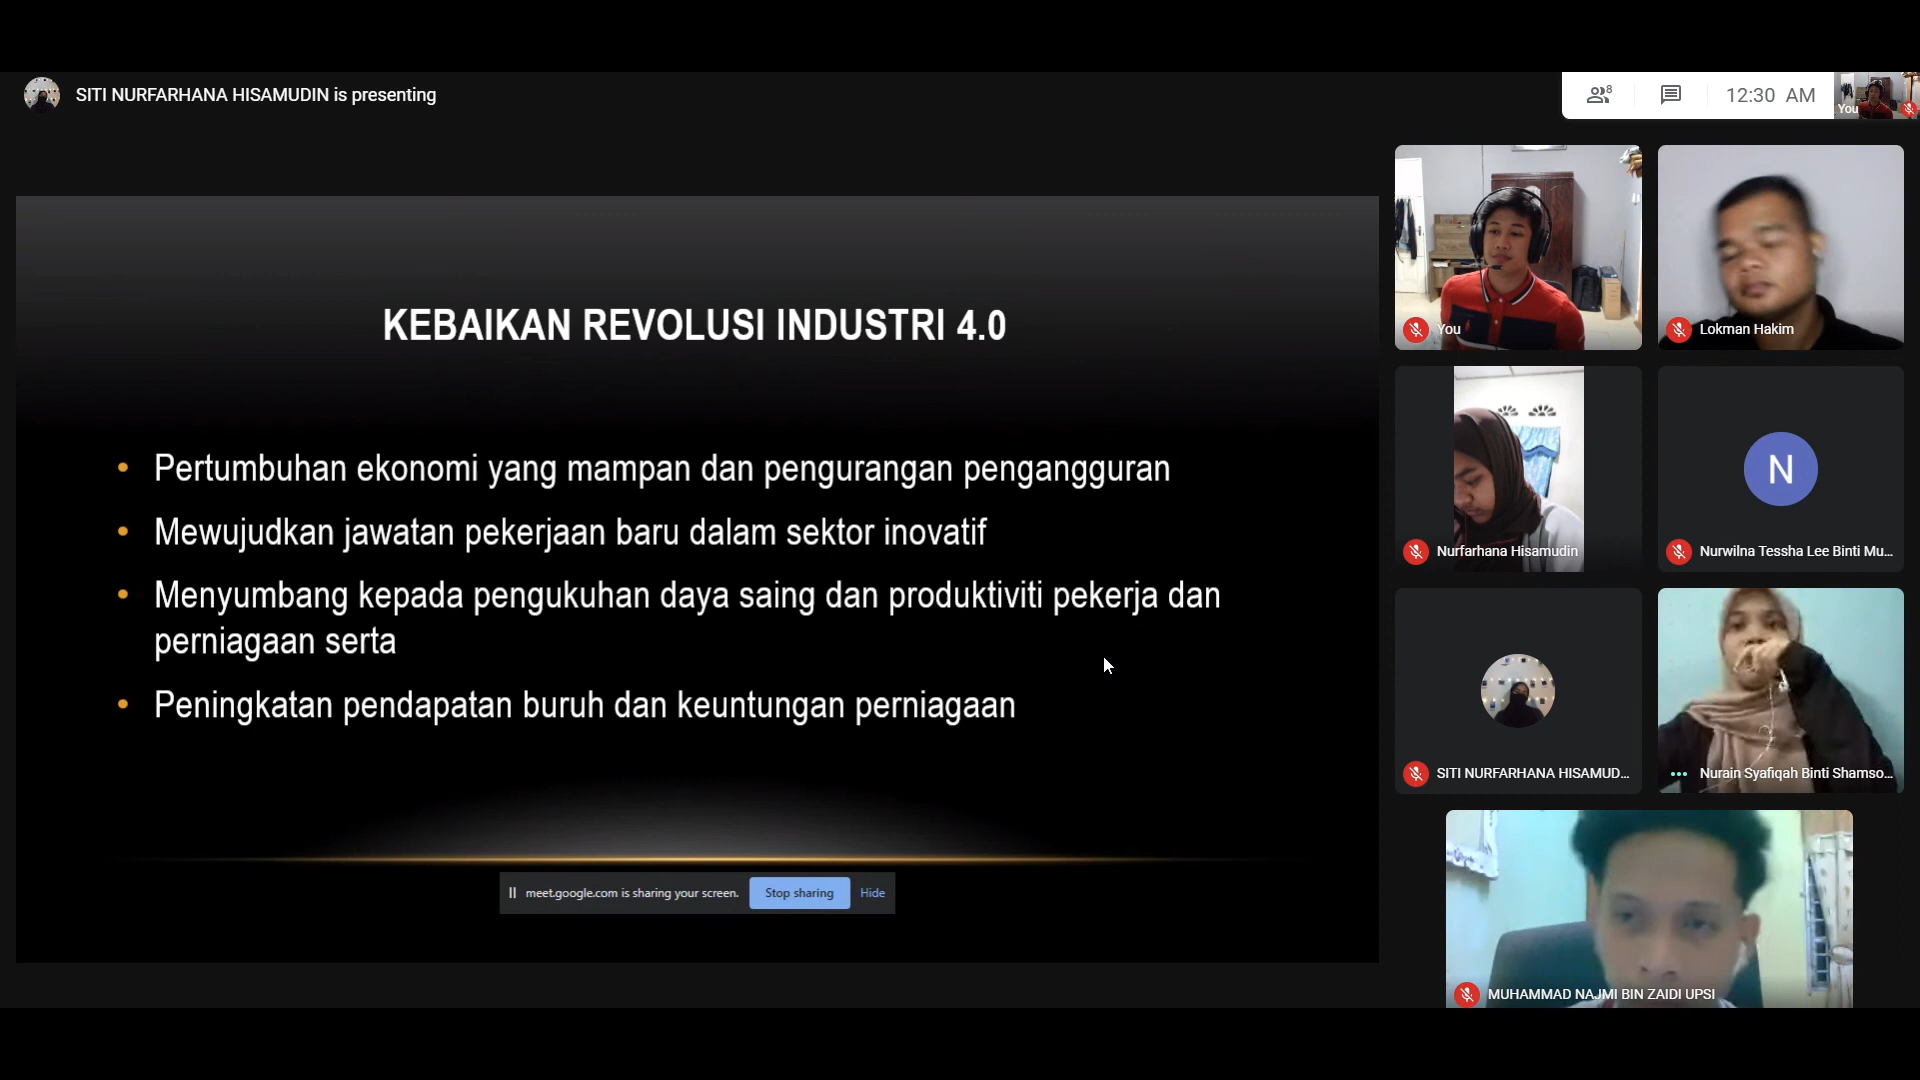 SITI NURFARHANA HISAMUDIN is presenting
8
12:30 AM
You
KEBAIKAN REVOLUSI INDUSTRI 4.0
• Pertumbuhan ekonomi yang mampan dan pengurangan pengangguran
• Mewujudkan jawatan pekerjaan baru dalam sektor inovatif
• Menyumbang kepada pengukuhan daya saing dan produktiviti pekerja dan
perniagaan serta
• Peningkatan pendapatan buruh dan keuntungan perniagaan
meet.google.com is sharing your screen.
Stop sharing
Hide
You
Lokman Hakim
Nurfarhana Hisamudin
N
Nurwilna Tessha Lee Binti Mu...
SITI NURFARHANA HISAMUD...
Nurain Syafiqah Binti Shamso...
MUHAMMAD NAJMI BIN ZAIDI UPSI